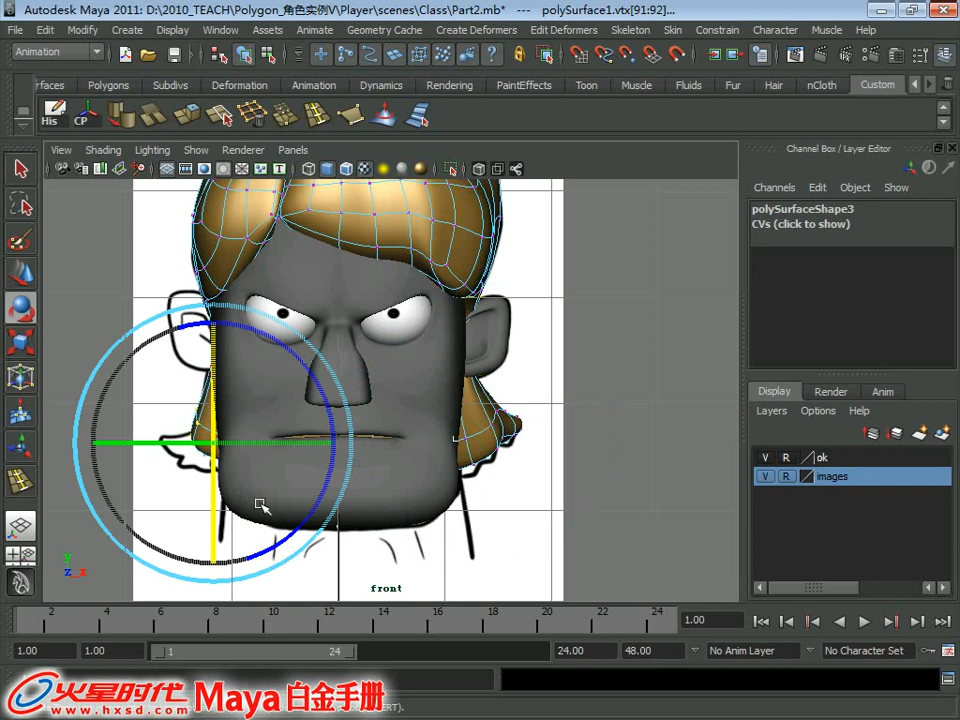 Autodesk Maya 2011: D:\2010_TEACH\Polygon_角色实例V\Player\scenes\Class\Part2.mb* --- polySurface1.vtx[91:92]...
File Edit Modify Create Display Window Assets Animate Geometry Cache Create Deformers Edit Deformers Skeleton Skin Constrain Character Muscle Help
Animation
rfaces Polygons Subdivs Deformation Animation Dynamics Rendering PaintEffects Toon Muscle Fluids Fur Hair nCloth Custom
His CP
View Shading Lighting Show Renderer Panels
Channel Box / Layer Editor
Channels Edit Object Show
polySurfaceShape3
CVs (click to show)
Display Render Anim
Layers Options Help
V R ok
V R images
y
z x
front
2 4 6 8 10 12 14 16 18 20 22 24
1.00
1.00 1.00 1 24 24.00 48.00 No Anim Layer No Character Set
火星时代
www.hxsd.com
Maya 白金手册